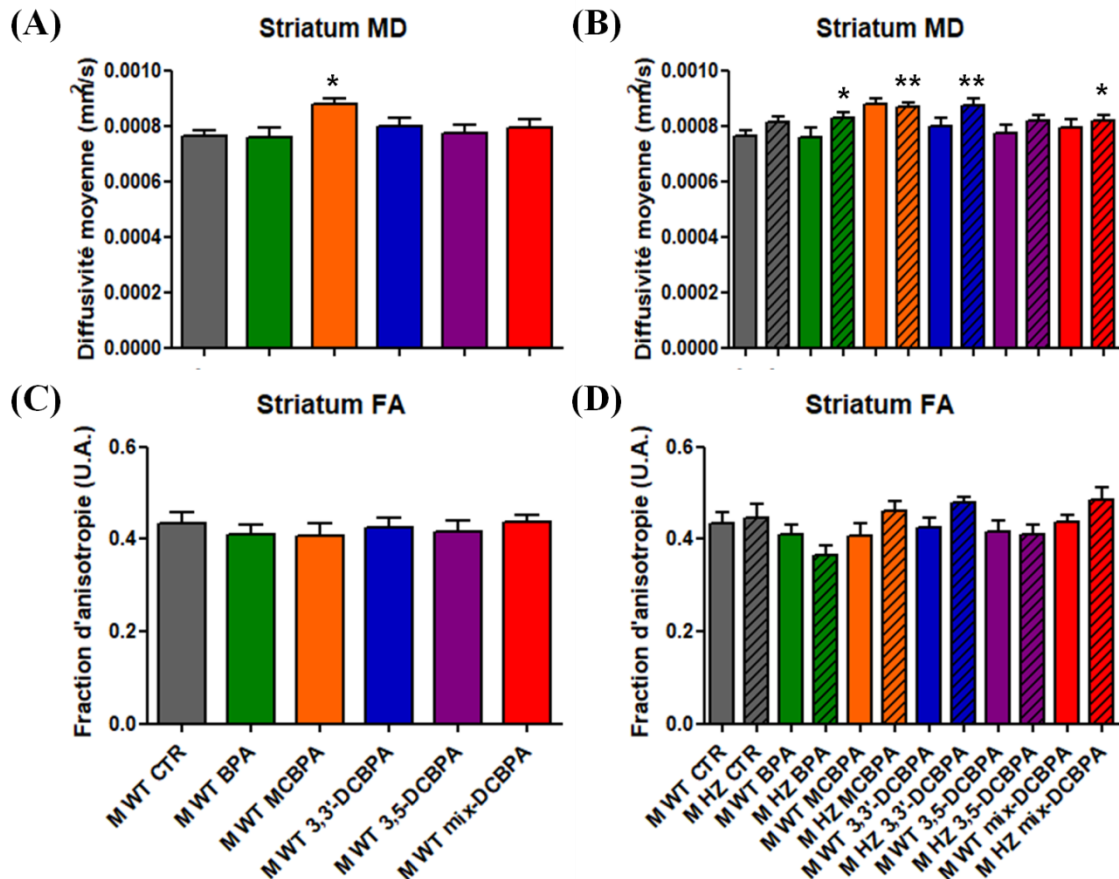 (A)
Striatum MD
Diffusivité moyenne (mm²/s)
0.0010
0.0008
0.0006
0.0004
0.0002
0.0000
*
(B)
Striatum MD
Diffusivité moyenne (mm²/s)
0.0010
0.0008
0.0006
0.0004
0.0002
0.0000
*
**
**
*
(C)
Striatum FA
Fraction d'anisotropie (U.A.)
0.6
0.4
0.2
0.0
M WT CTR
M WT BPA
M WT MCBPA
M WT 3,3'-DCBPA
M WT 3,5-DCBPA
M WT mix-DCBPA
(D)
Striatum FA
Fraction d'anisotropie (U.A.)
0.6
0.4
0.2
0.0
M WT CTR
M HZ CTR
M WT BPA
M HZ BPA
M WT MCBPA
M HZ MCBPA
M WT 3,3'-DCBPA
M HZ 3,3'-DCBPA
M WT 3,5-DCBPA
M HZ 3,5-DCBPA
M WT mix-DCBPA
M HZ mix-DCBPA